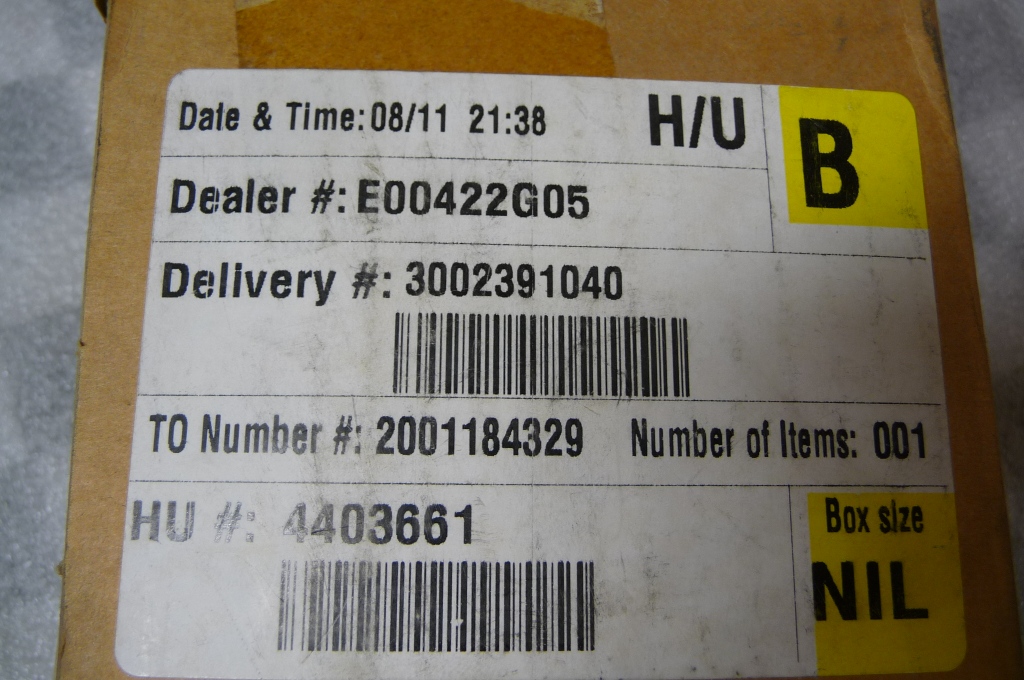 Date & Time: 08/11 21:38 H/U B
Dealer #: E00422G05
Delivery #: 3002391040
TO Number #: 2001184329 Number of Items: 001
HU #: 4403661 Box size
NIL